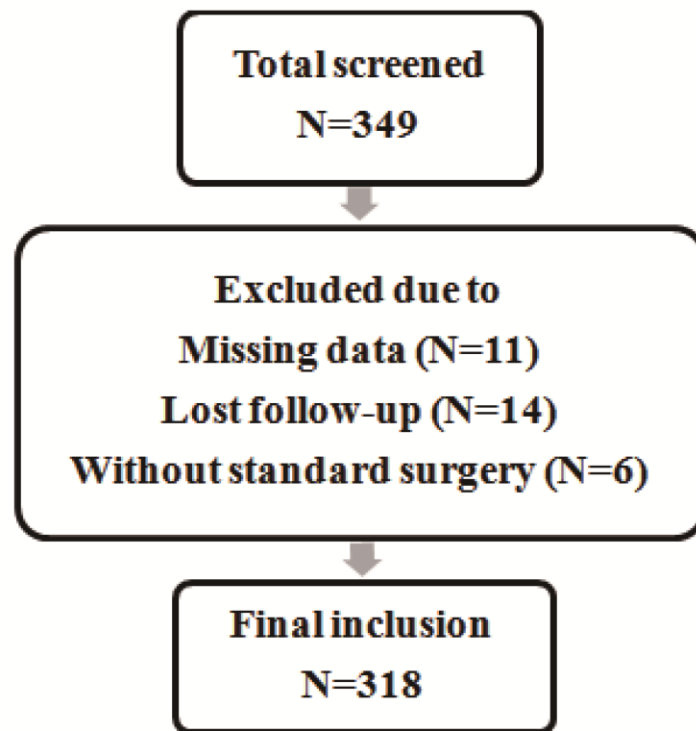 Total screened
N=349
Excluded due to
Missing data (N=11)
Lost follow-up (N=14)
Without standard surgery (N=6)
Final inclusion
N=318